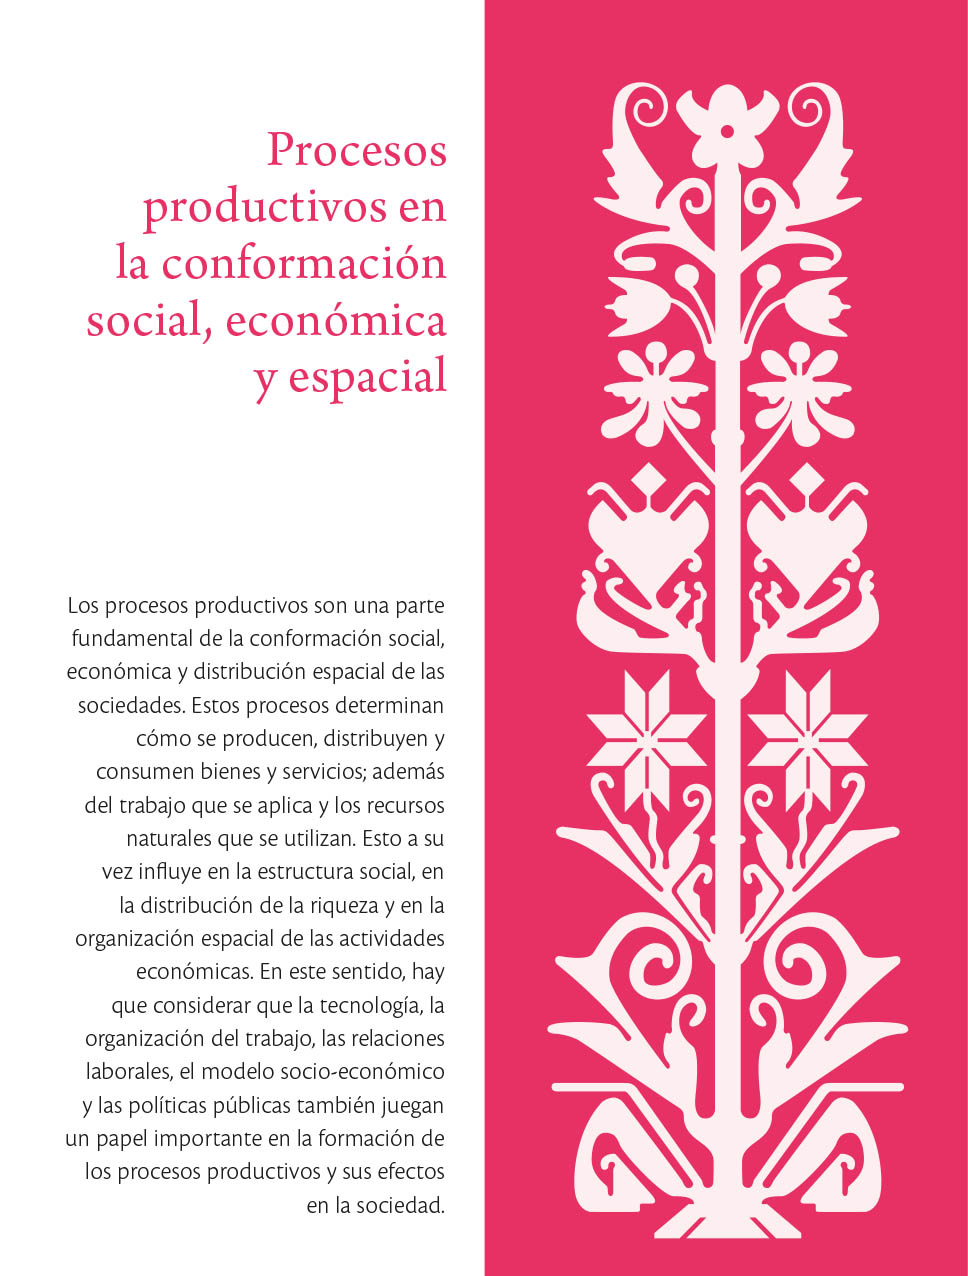 Procesos
productivos en
la conformación
social, económica
y espacial
Los procesos productivos son una parte
fundamental de la conformación social,
económica y distribución espacial de las
sociedades. Estos procesos determinan
cómo se producen, distribuyen y
consumen bienes y servicios; además
del trabajo que se aplica y los recursos
naturales que se utilizan. Esto a su
vez influye en la estructura social, en
la distribución de la riqueza y en la
organización espacial de las actividades
económicas. En este sentido, hay
que considerar que la tecnología, la
organización del trabajo, las relaciones
laborales, el modelo socio-económico
y las políticas públicas también juegan
un papel importante en la formación de
los procesos productivos y sus efectos
en la sociedad.